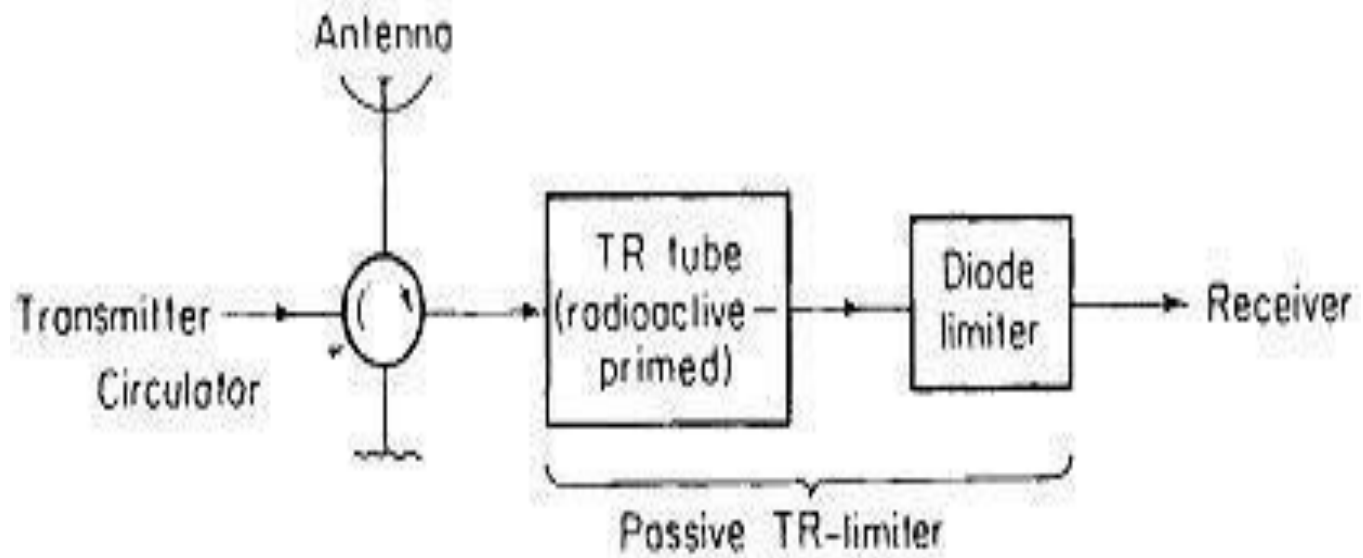 Antenna
Transmitter
Circulator
TR tube
(radioactive-
primed)
Diode
limiter
Receiver
Passive TR-limiter